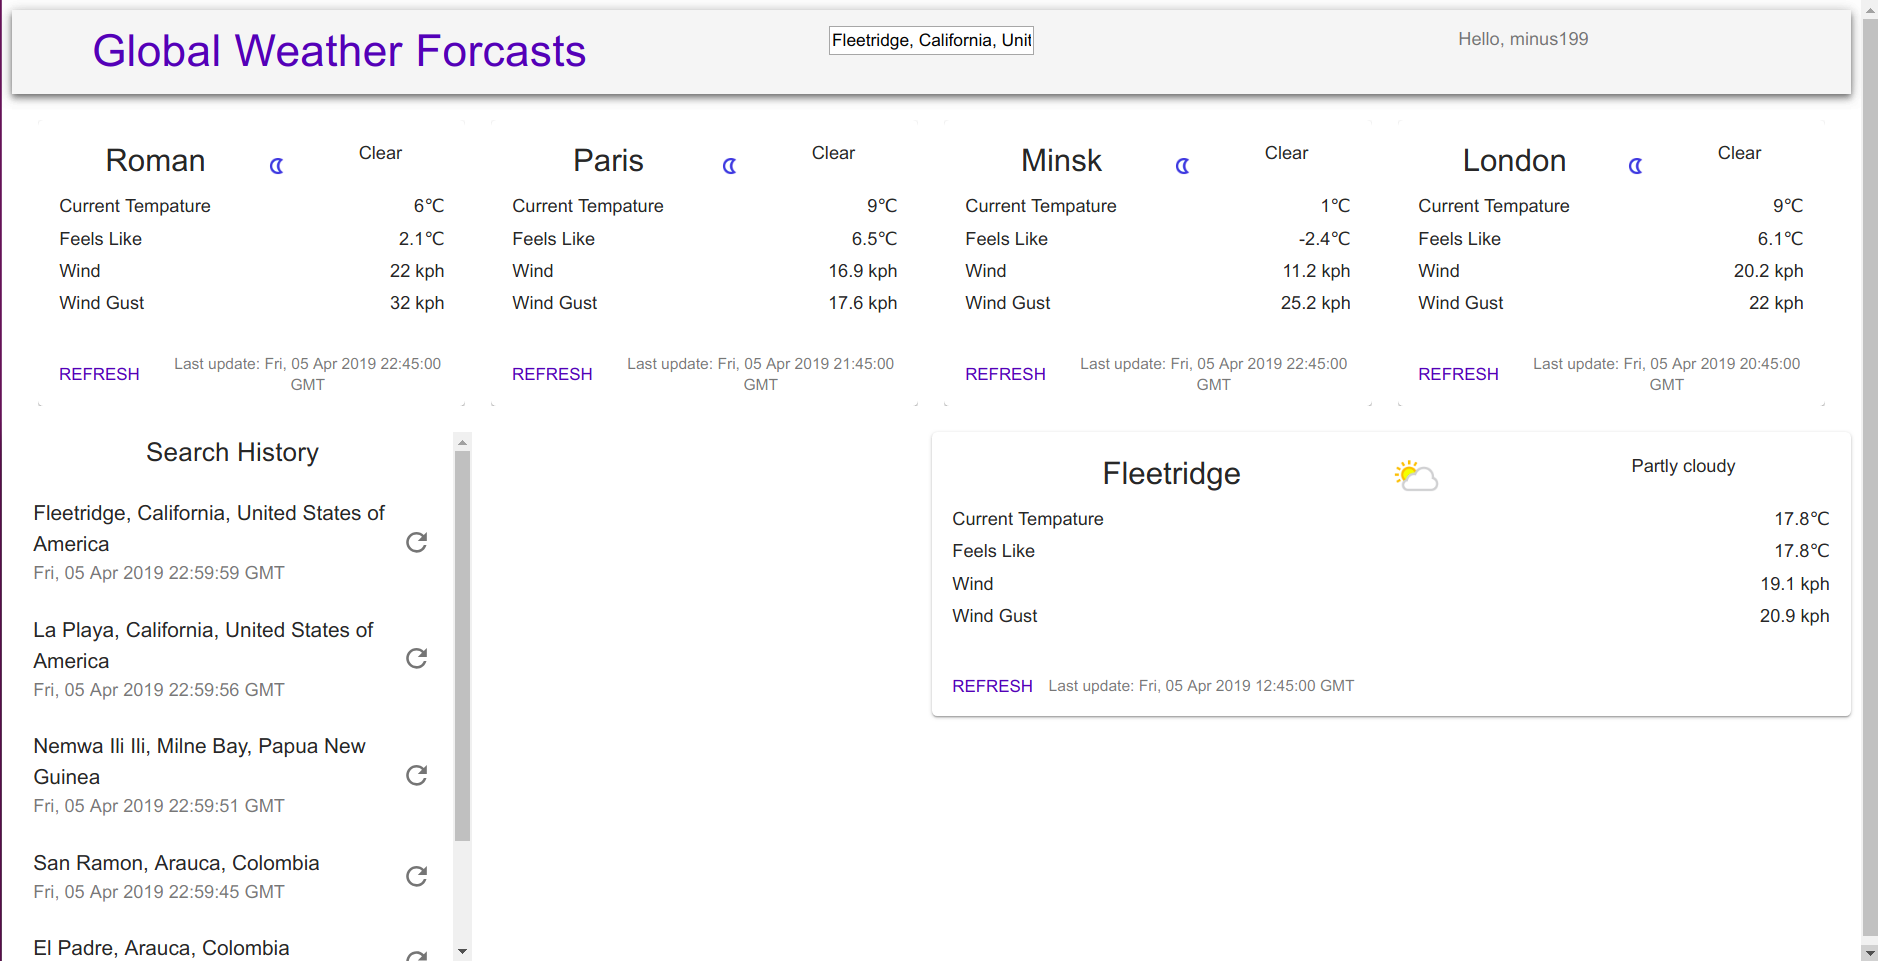 Global Weather Forcasts
Fleetridge, California, Unit
Hello, minus199
Roman
Clear
Current Tempature 6°C
Feels Like 2.1°C
Wind 22 kph
Wind Gust 32 kph
REFRESH
Last update: Fri, 05 Apr 2019 22:45:00
GMT
Paris
Clear
Current Tempature 9°C
Feels Like 6.5°C
Wind 16.9 kph
Wind Gust 17.6 kph
REFRESH
Last update: Fri, 05 Apr 2019 21:45:00
GMT
Minsk
Clear
Current Tempature 1°C
Feels Like -2.4°C
Wind 11.2 kph
Wind Gust 25.2 kph
REFRESH
Last update: Fri, 05 Apr 2019 22:45:00
GMT
London
Clear
Current Tempature 9°C
Feels Like 6.1°C
Wind 20.2 kph
Wind Gust 22 kph
REFRESH
Last update: Fri, 05 Apr 2019 20:45:00
GMT
Search History
Fleetridge, California, United States of
America
Fri, 05 Apr 2019 22:59:59 GMT
La Playa, California, United States of
America
Fri, 05 Apr 2019 22:59:56 GMT
Nemwa Ili Ili, Milne Bay, Papua New
Guinea
Fri, 05 Apr 2019 22:59:51 GMT
San Ramon, Arauca, Colombia
Fri, 05 Apr 2019 22:59:45 GMT
El Padre, Arauca, Colombia
Fleetridge
Partly cloudy
Current Tempature 17.8°C
Feels Like 17.8°C
Wind 19.1 kph
Wind Gust 20.9 kph
REFRESH Last update: Fri, 05 Apr 2019 12:45:00 GMT